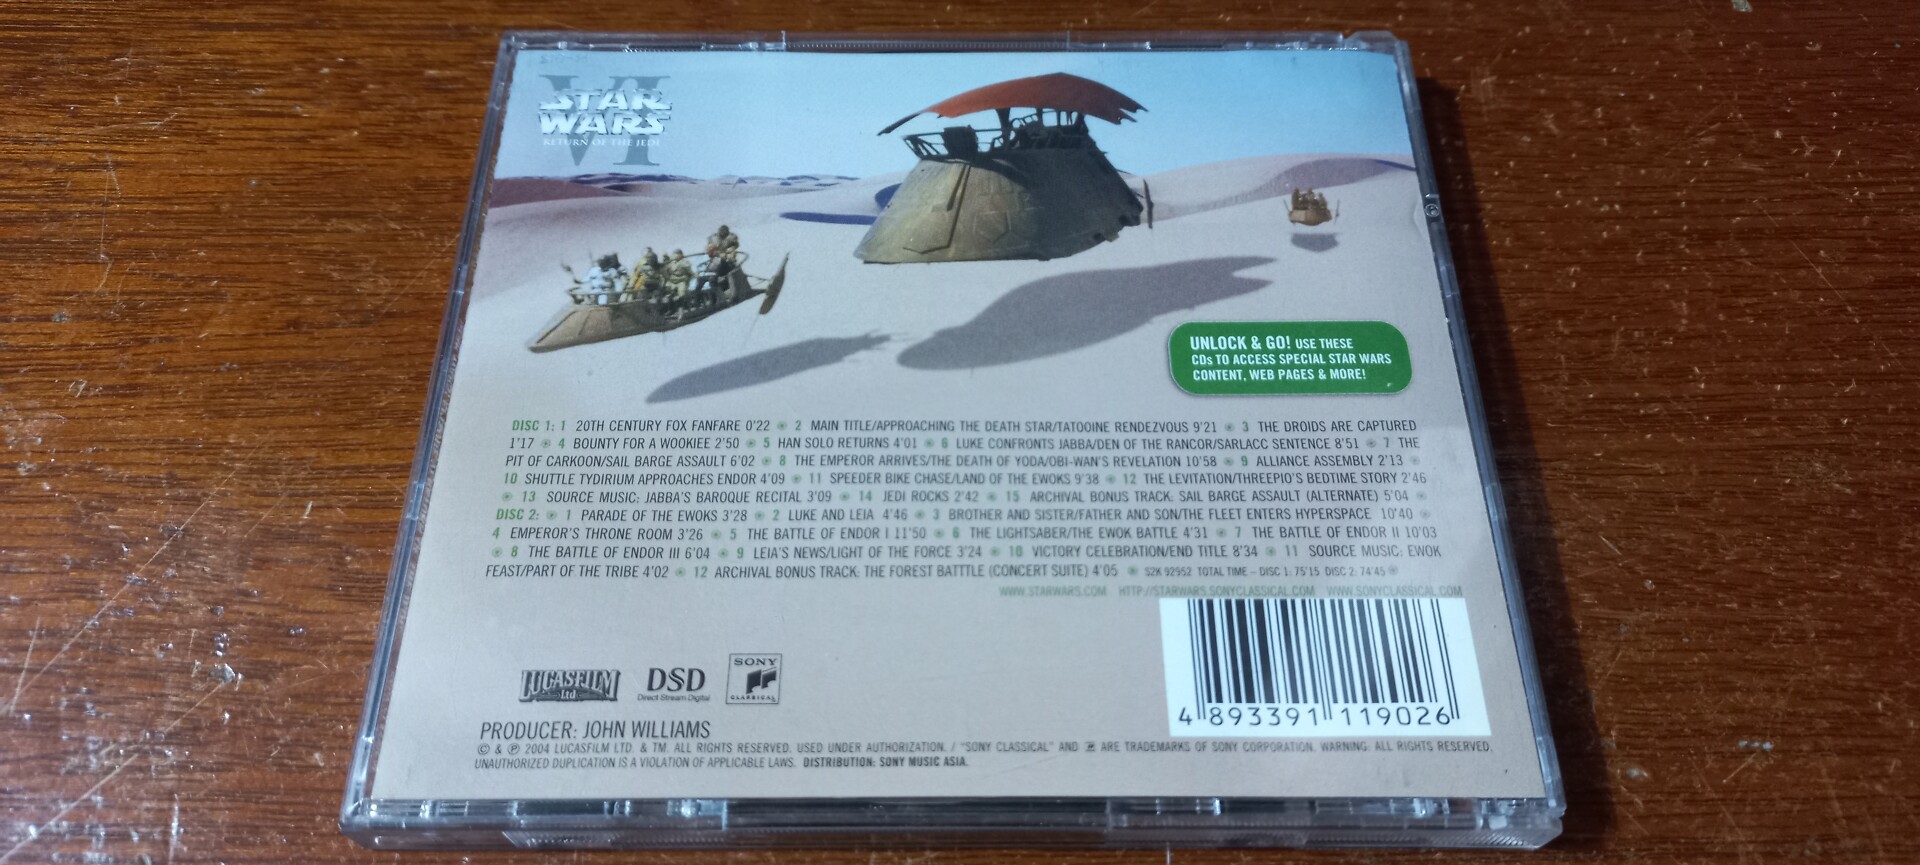 VI
STAR
WARS
RETURN OF THE JEDI
UNLOCK & GO! USE THESE
CDs TO ACCESS SPECIAL STAR WARS
CONTENT, WEB PAGES & MORE!
DISC 1: 1 20TH CENTURY FOX FANFARE 0'22 • 2 MAIN TITLE/APPROACHING THE DEATH STAR/TATOOINE RENDEZVOUS 9'21 • 3 THE DROIDS ARE CAPTURED
1'17 • 4 BOUNTY FOR A WOOKIEE 2'50 • 5 HAN SOLO RETURNS 4'01 • 6 LUKE CONFRONTS JABBA/DEN OF THE RANCOR/SARLACC SENTENCE 8'51 • 7 THE
PIT OF CARKOON/SAIL BARGE ASSAULT 6'02 • 8 THE EMPEROR ARRIVES/THE DEATH OF YODA/OBI-WAN'S REVELATION 10'58 • 9 ALLIANCE ASSEMBLY 2'13 •
10 SHUTTLE TYDIRIUM APPROACHES ENDOR 4'09 • 11 SPEEDER BIKE CHASE/LAND OF THE EWOKS 9'38 • 12 THE LEVITATION/THREEPIO'S BEDTIME STORY 2'46
• 13 SOURCE MUSIC: JABBA'S BAROQUE RECITAL 3'09 • 14 JEDI ROCKS 2'42 • 15 ARCHIVAL BONUS TRACK: SAIL BARGE ASSAULT (ALTERNATE) 5'04 •
DISC 2: • 1 PARADE OF THE EWOKS 3'28 • 2 LUKE AND LEIA 4'46 • 3 BROTHER AND SISTER/FATHER AND SON/THE FLEET ENTERS HYPERSPACE 10'40 •
4 EMPEROR'S THRONE ROOM 3'26 • 5 THE BATTLE OF ENDOR I 11'50 • 6 THE LIGHTSABER/THE EWOK BATTLE 4'31 • 7 THE BATTLE OF ENDOR II 10'03
• 8 THE BATTLE OF ENDOR III 6'04 • 9 LEIA'S NEWS/LIGHT OF THE FORCE 3'24 • 10 VICTORY CELEBRATION/END TITLE 8'34 • 11 SOURCE MUSIC: EWOK
FEAST/PART OF THE TRIBE 4'02 • 12 ARCHIVAL BONUS TRACK: THE FOREST BATTTLE (CONCERT SUITE) 4'05 • S2K 92952 TOTAL TIME – DISC 1: 75'15 DISC 2: 74'45 •
WWW.STARWARS.COM HTTP://STARWARS.SONYCLASSICAL.COM WWW.SONYCLASSICAL.COM
LUCASFILM
Ltd
DSD
Direct Stream Digital
SONY
CLASSICAL
4 893391 119026
PRODUCER: JOHN WILLIAMS
© & ℗ 2004 LUCASFILM LTD. & TM. ALL RIGHTS RESERVED. USED UNDER AUTHORIZATION. / "SONY CLASSICAL" AND ARE TRADEMARKS OF SONY CORPORATION. WARNING: ALL RIGHTS RESERVED.
UNAUTHORIZED DUPLICATION IS A VIOLATION OF APPLICABLE LAWS. DISTRIBUTION: SONY MUSIC ASIA.